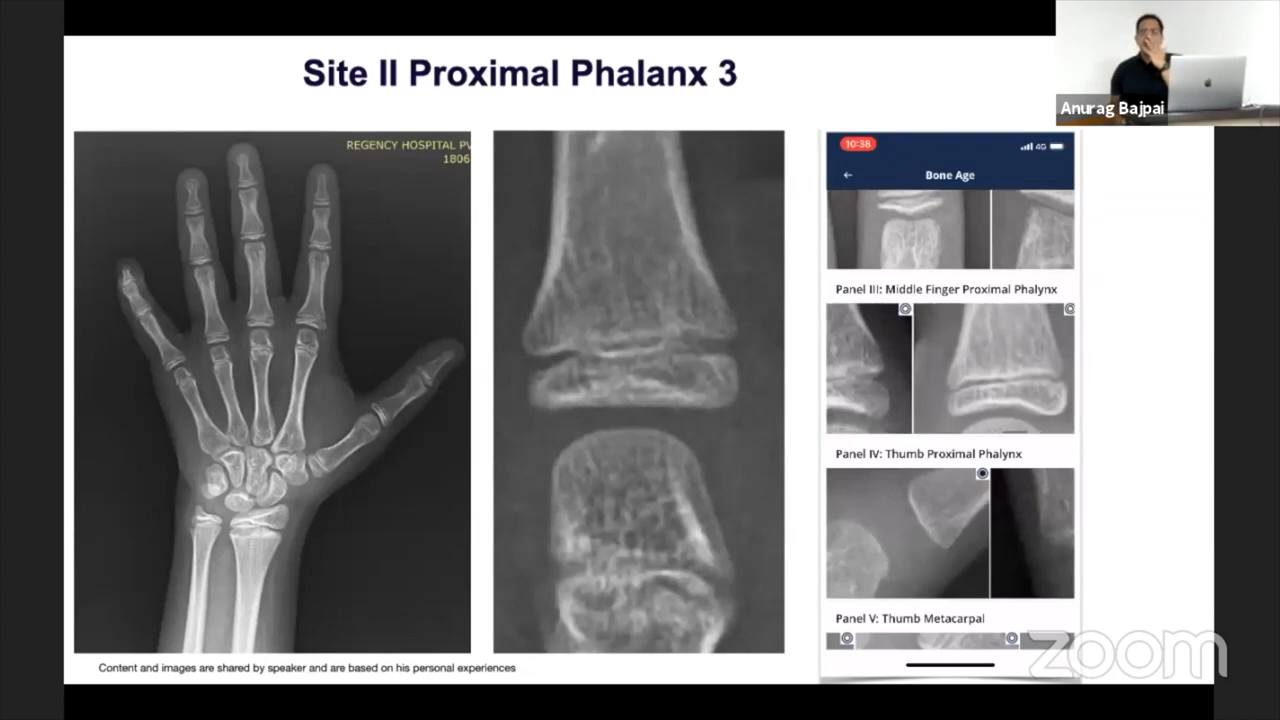 Site II Proximal Phalanx 3
Anurag Bajpai
REGENCY HOSPITAL PV
1806
10:38
4G
Bone Age
Panel III: Middle Finger Proximal Phalynx
Panel IV: Thumb Proximal Phalynx
Panel V: Thumb Metacarpal
Content and images are shared by speaker and are based on his personal experiences
zoom